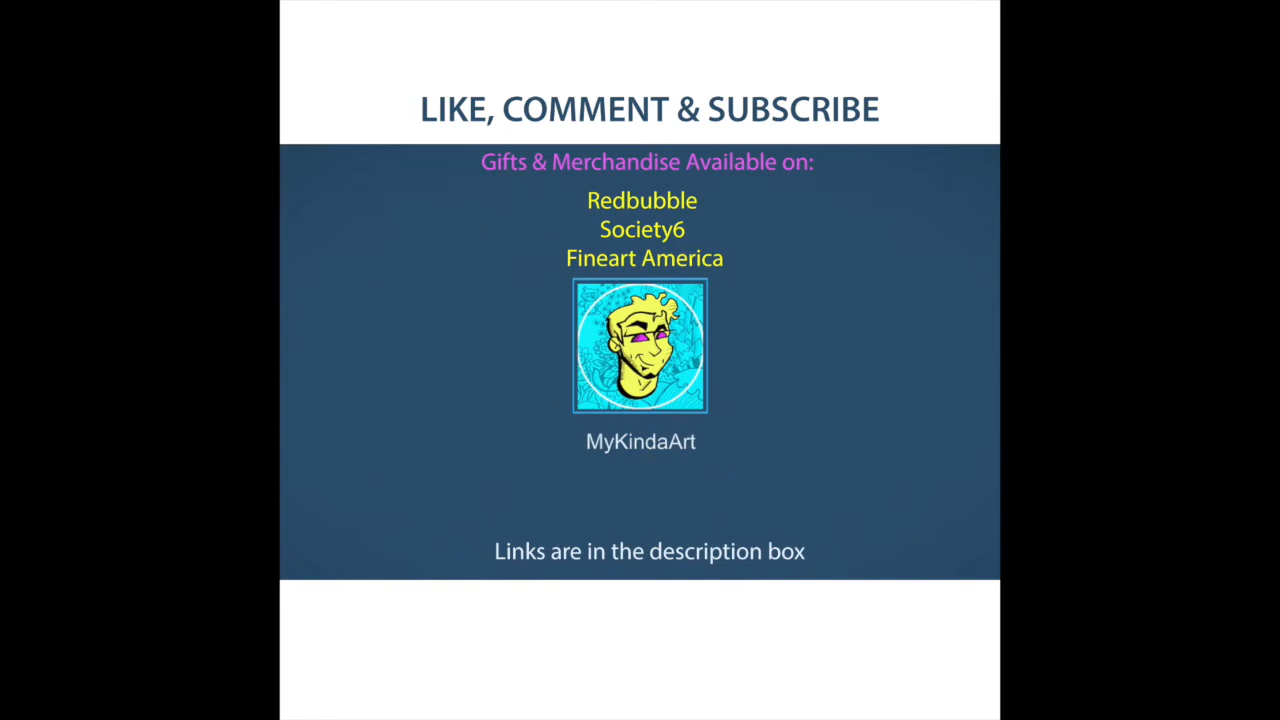 LIKE, COMMENT & SUBSCRIBE
Gifts & Merchandise Available on:
Redbubble
Society6
Fineart America
MyKindaArt
Links are in the description box